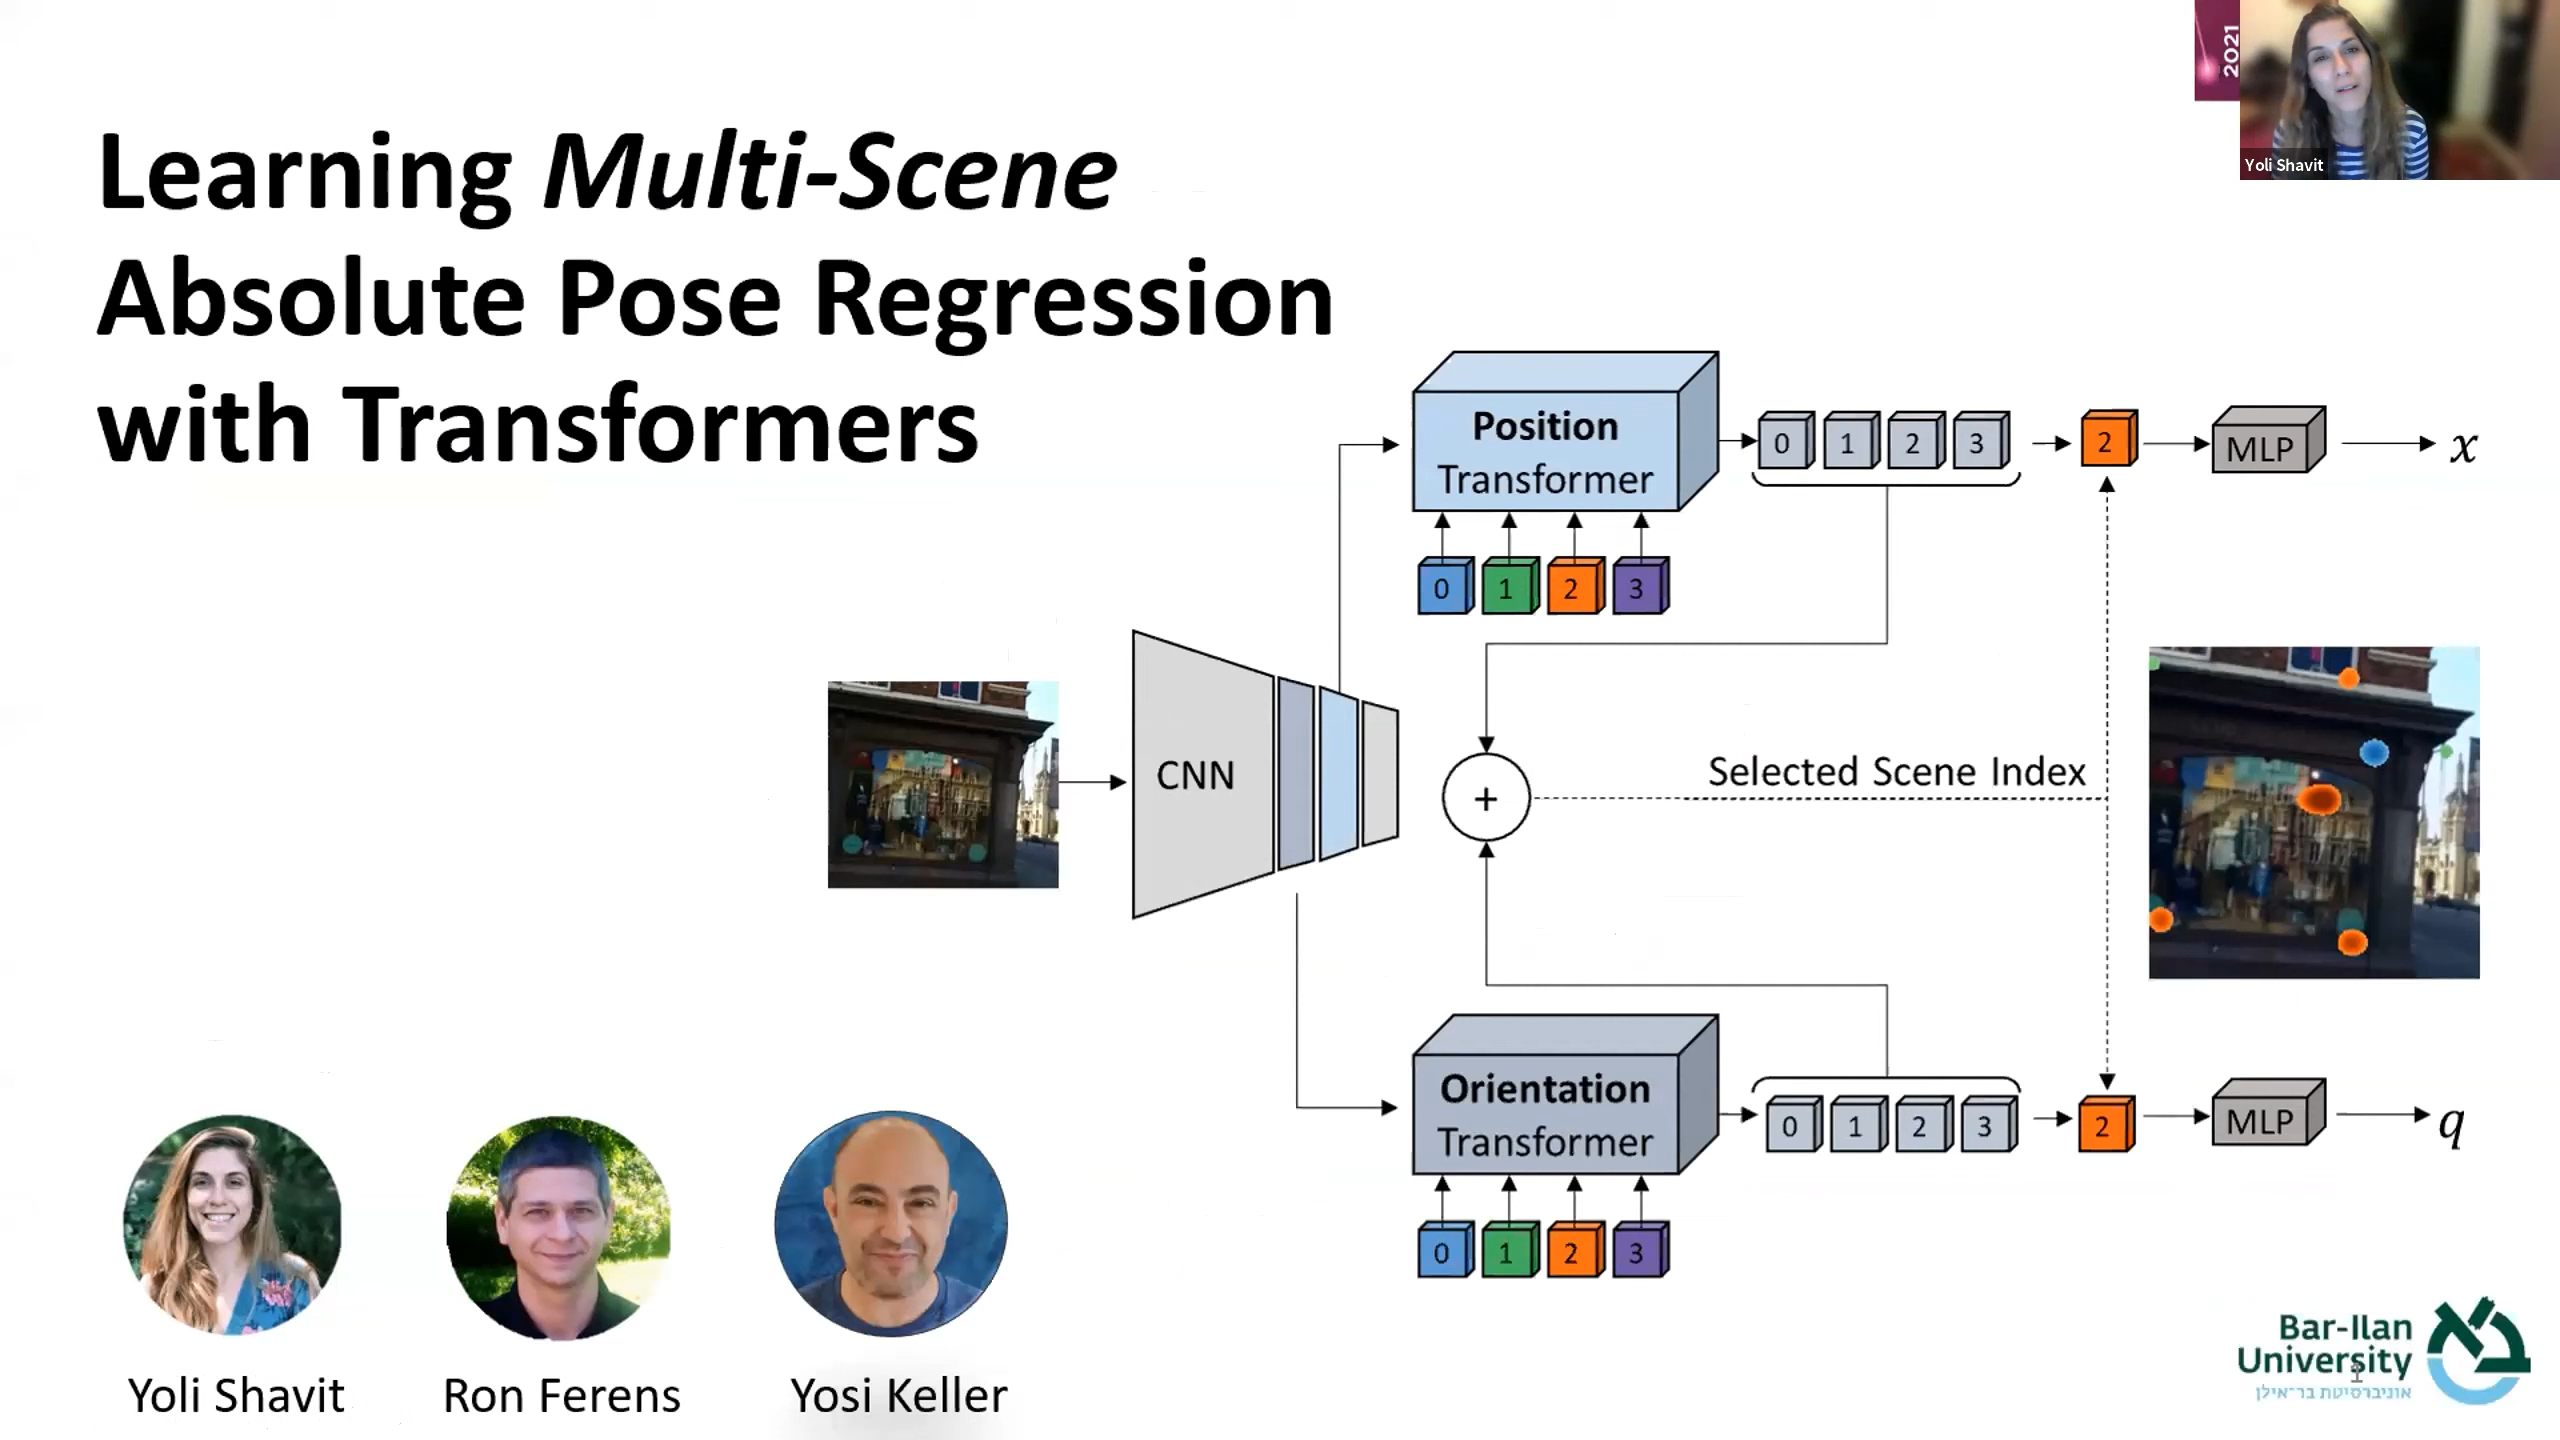 2021
Yoli Shavit
Learning Multi-Scene
Absolute Pose Regression
with Transformers
Position
Transformer
0 1 2 3
2
MLP
x
0 1 2 3
CNN
+
Selected Scene Index
Orientation
Transformer
0 1 2 3
2
MLP
q
0 1 2 3
Yoli Shavit
Ron Ferens
Yosi Keller
Bar-Ilan
University
אוניברסיטת בר־אילן
1